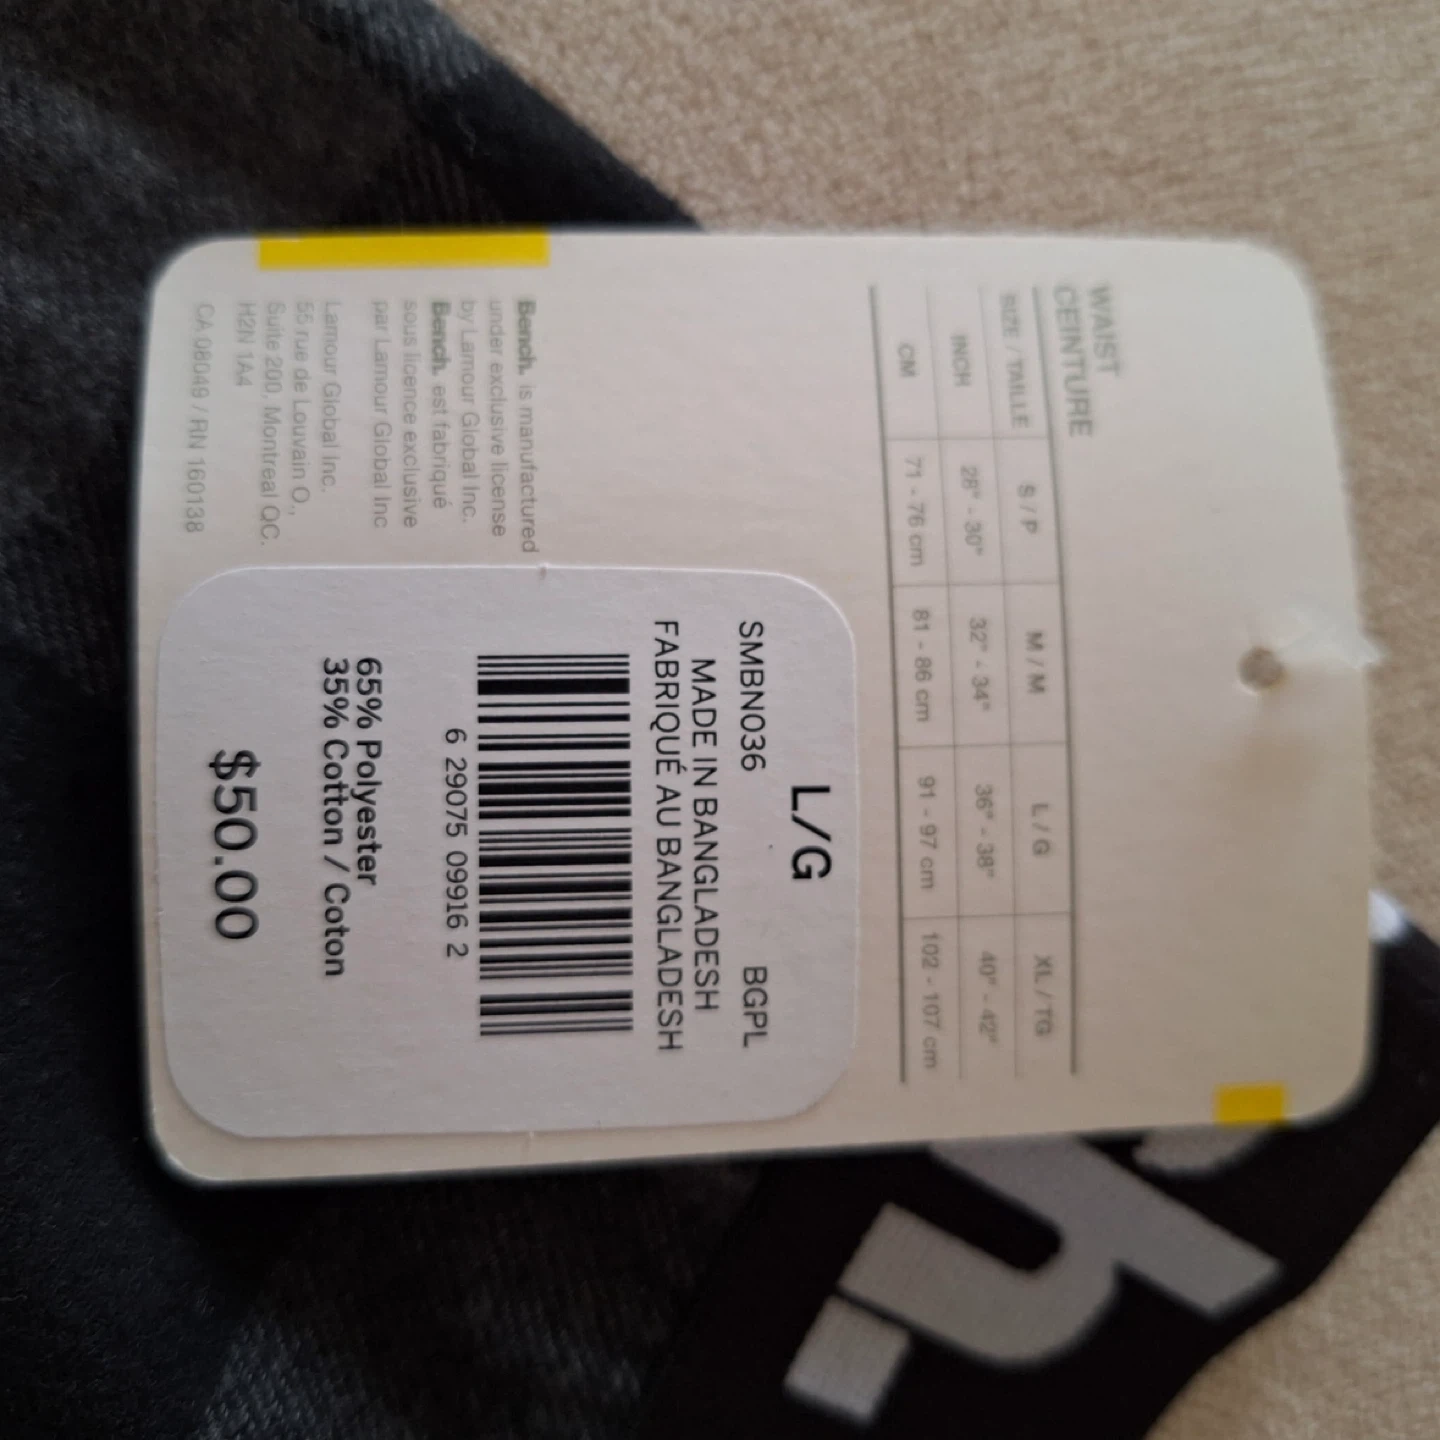 WAIST
CEINTURE
SIZE / TAILLE S / P M / M L / G XL / TG
INCH 28" - 30" 32" - 34" 36" - 38" 40" - 42"
CM 71 - 76 cm 81 - 86 cm 91 - 97 cm 102 - 107 cm
L/G
SMBN036 BGPL
MADE IN BANGLADESH
FABRIQUÉ AU BANGLADESH
6 29075 09916 2
65% Polyester
35% Cotton / Coton
$50.00
Bench. is manufactured
under exclusive license
by Lamour Global Inc.
Bench. est fabriqué
sous licence exclusive
par Lamour Global Inc
Lamour Global Inc.
55 rue de Louvain O.,
Suite 200, Montreal QC.
H2N 1A4
CA 08049 / RN 160138
h.